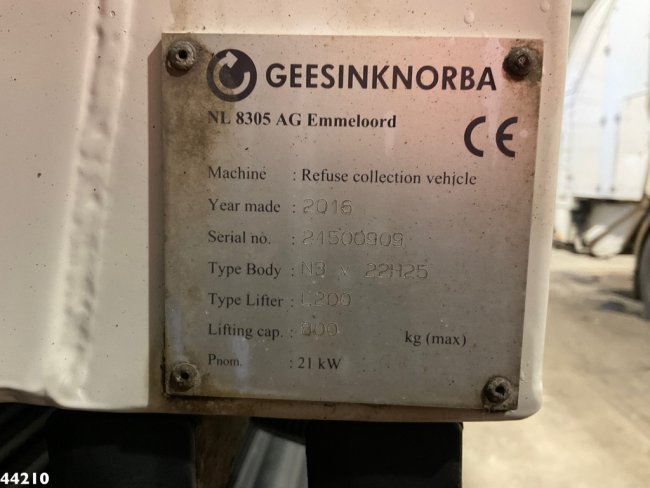 GEESINKNORBA
NL 8305 AG Emmeloord
CE
Machine : Refuse collection vehicle
Year made : 2016
Serial no. : 21500909
Type Body : N3 v 22H25
Type Lifter : L200
Lifting cap. : 800 kg (max)
Pnom. : 21 kW
44210